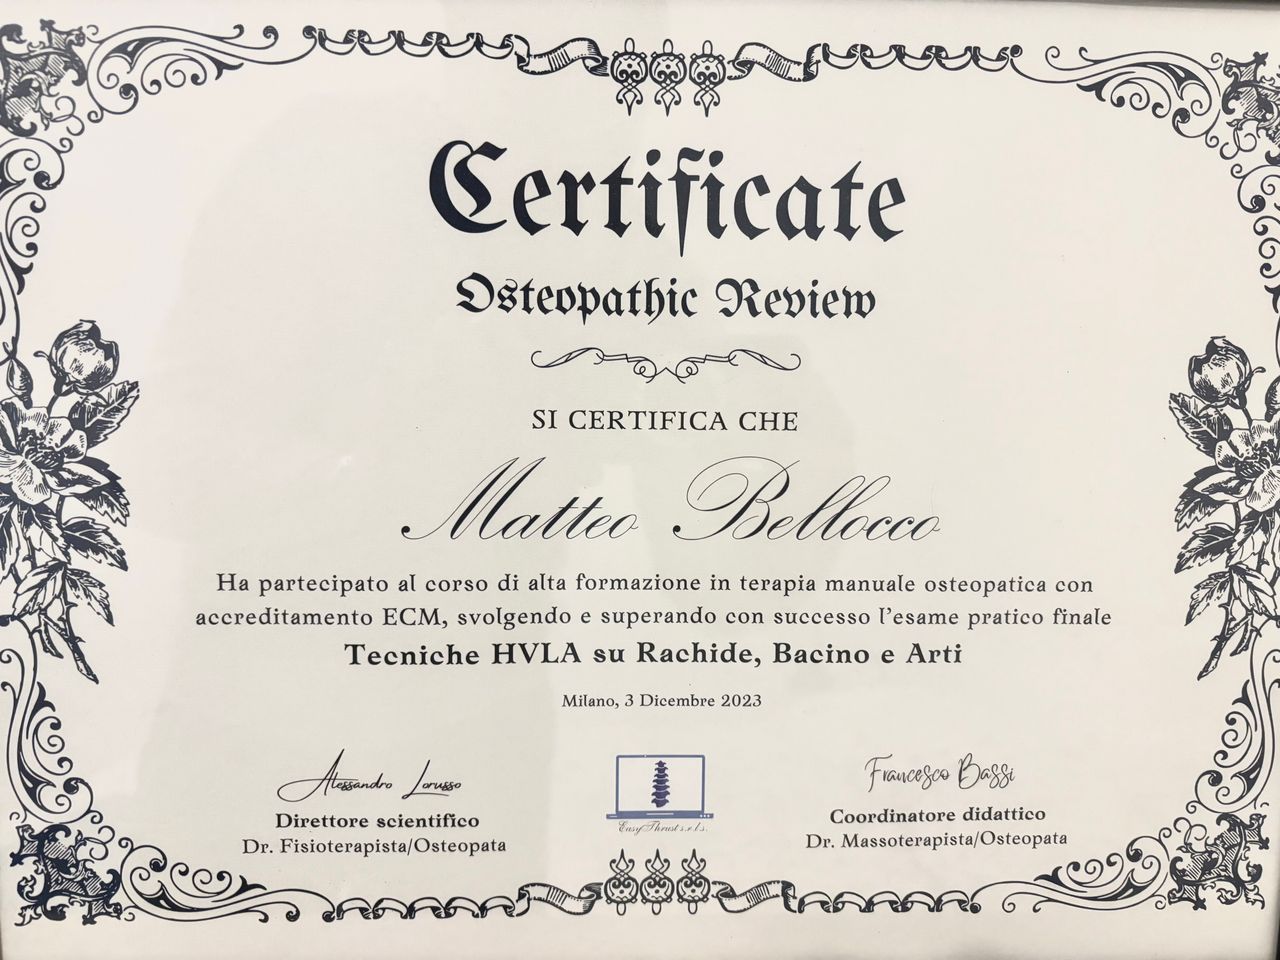 Certificate
Osteopathic Review
SI CERTIFICA CHE
Matteo Bellocco
Ha partecipato al corso di alta formazione in terapia manuale osteopatica con
accreditamento ECM, svolgendo e superando con successo l'esame pratico finale
Tecniche HVLA su Rachide, Bacino e Arti
Milano, 3 Dicembre 2023
Alessandro Lorusso
Direttore scientifico
Dr. Fisioterapista/Osteopata
EasyThrust s.r.l.s.
Francesco Bassi
Coordinatore didattico
Dr. Massoterapista/Osteopata